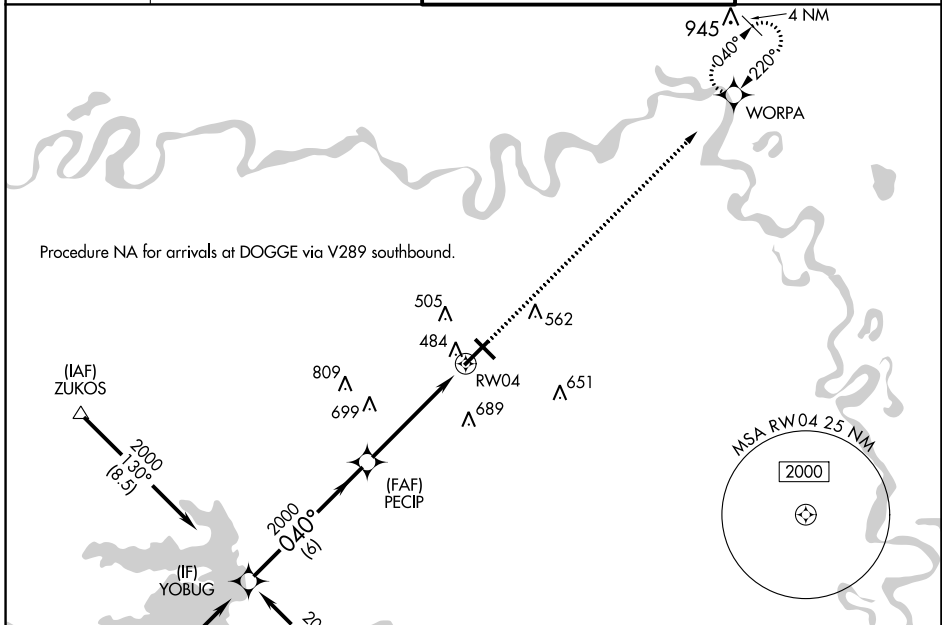 945
4 NM
040°
220°
WORPA
Procedure NA for arrivals at DOGGE via V289 southbound.
505
562
484
RW04
809
699
651
689
(IAF)
ZUKOS
2000
130°
(8.5)
MSA RW04 25 NM
2000
(FAF)
PECIP
2000
040°
(6)
(IF)
YOBUG